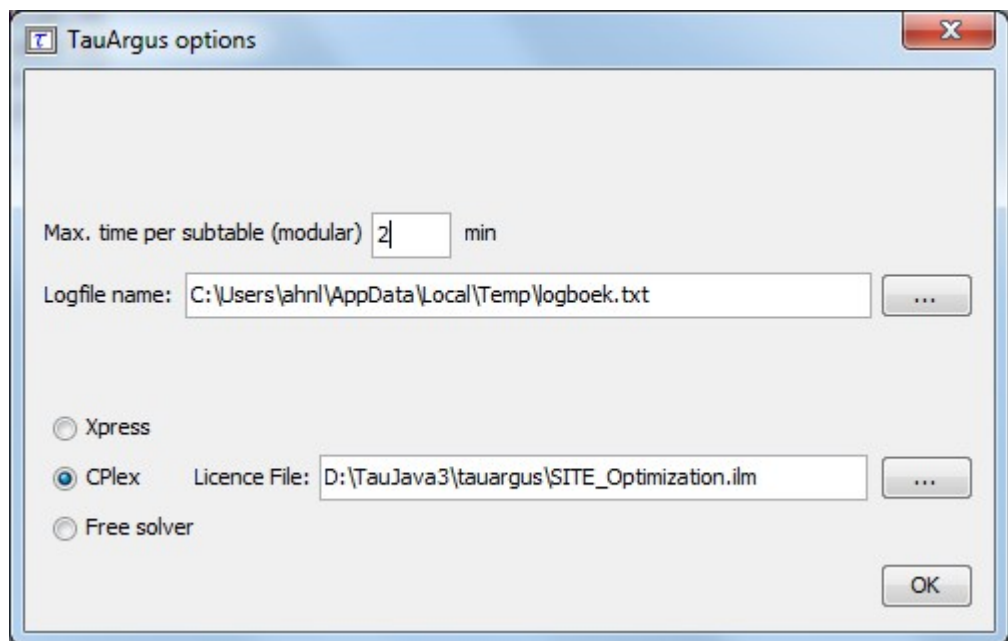 τ TauArgus options X
Max. time per subtable (modular) 2 min
Logfile name: C:\Users\ahnl\AppData\Local\Temp\logboek.txt ...
Xpress
CPlex Licence File: D:\TauJava3\tauargus\SITE_Optimization.ilm ...
Free solver
OK